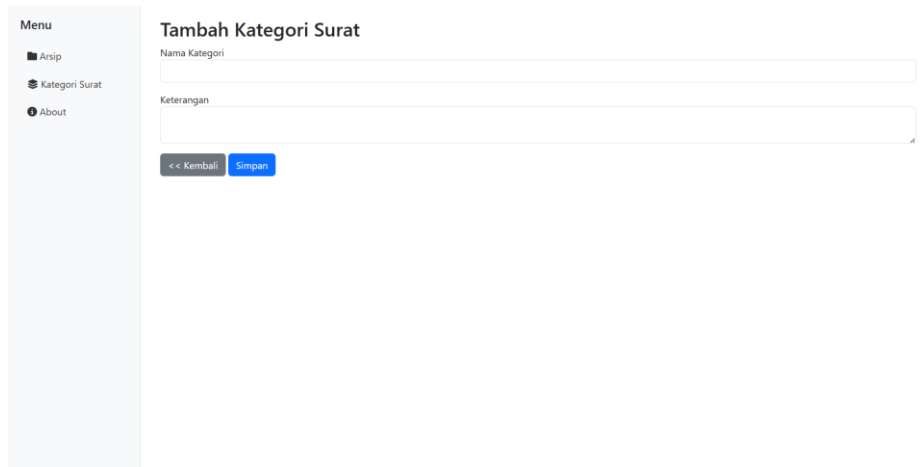 Menu
Arsip
Kategori Surat
About
Tambah Kategori Surat
Nama Kategori
Keterangan
<< Kembali
Simpan